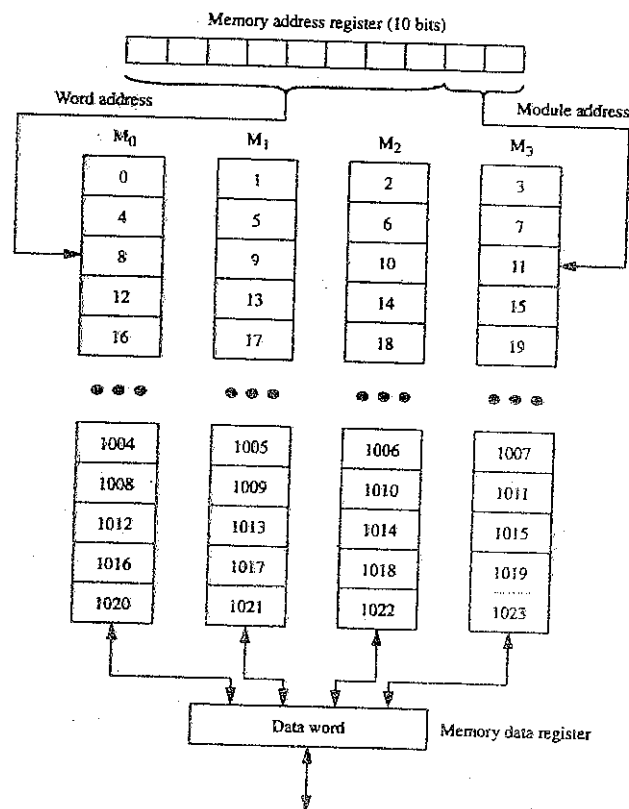 Memory address register (10 bits)
Word address
Module address
M0 M1 M2 M3
0 1 2 3
4 5 6 7
8 9 10 11
12 13 14 15
16 17 18 19
1004 1005 1006 1007
1008 1009 1010 1011
1012 1013 1014 1015
1016 1017 1018 1019
1020 1021 1022 1023
Data word
Memory data register